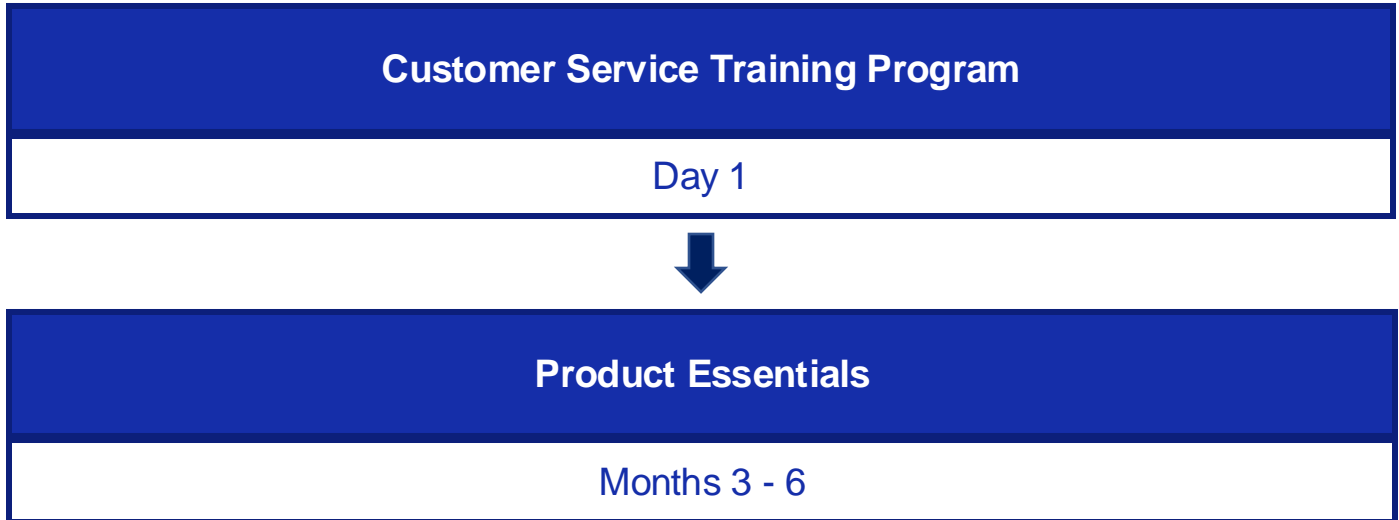 Customer Service Training Program
Day 1
Product Essentials
Months 3 - 6